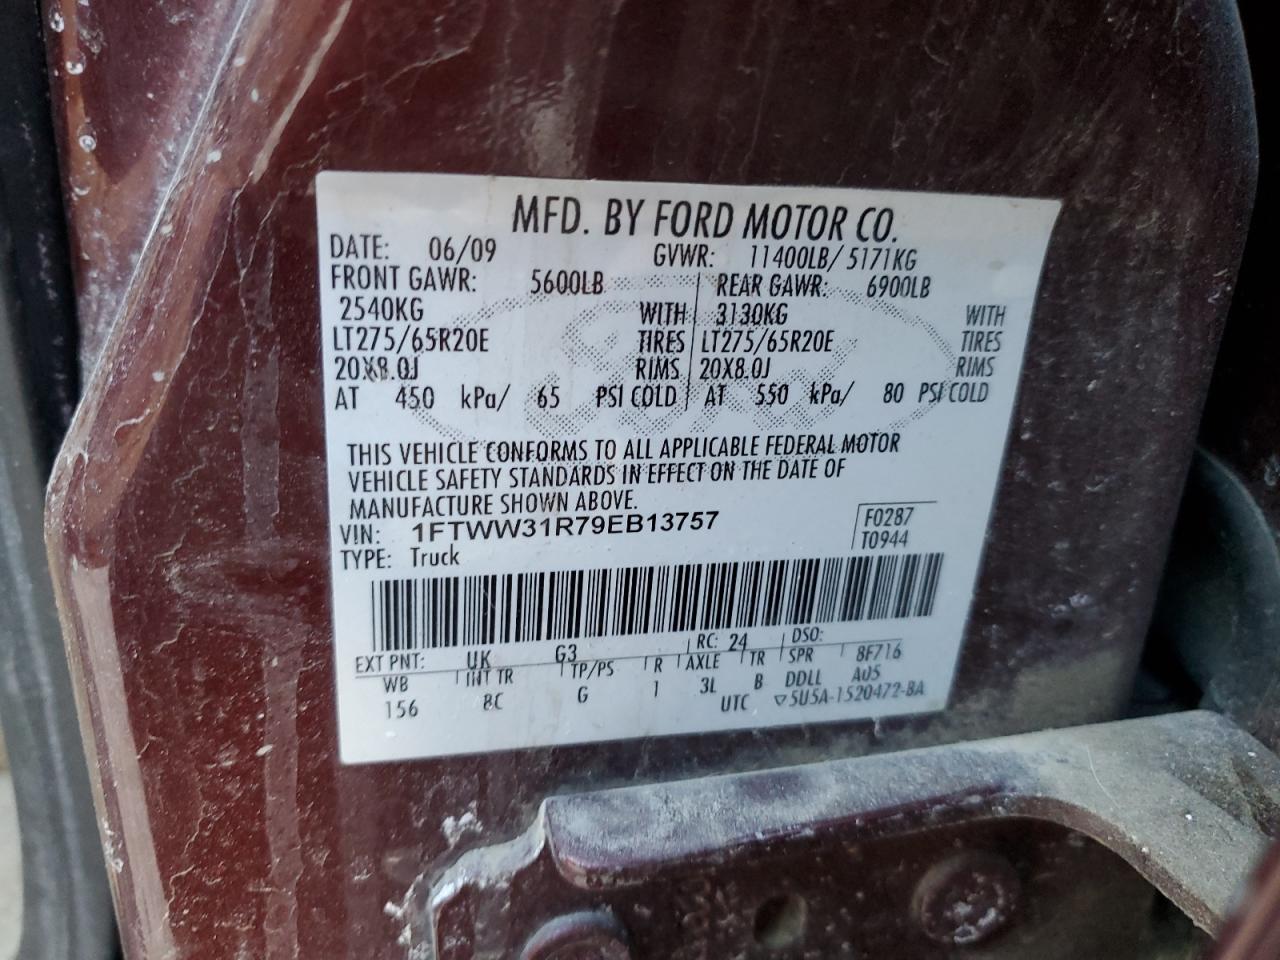 MFD. BY FORD MOTOR CO.
DATE: 06/09 GVWR: 11400LB/ 5171KG
FRONT GAWR: 5600LB REAR GAWR: 6900LB
2540KG WITH 3130KG WITH
LT275/65R20E TIRES LT275/65R20E TIRES
20X8.0J RIMS 20X8.0J RIMS
AT 450 kPa/ 65 PSI COLD AT 550 kPa/ 80 PSI COLD
THIS VEHICLE CONFORMS TO ALL APPLICABLE FEDERAL MOTOR
VEHICLE SAFETY STANDARDS IN EFFECT ON THE DATE OF
MANUFACTURE SHOWN ABOVE.
VIN: 1FTWW31R79EB13757 F0287
TYPE: Truck T0944
EXT PNT: UK G3 RC: 24 DSO:
WB INT TR TP/PS R AXLE TR SPR 8F716
156 8C G 1 3L B DDLL A05
UTC ▽5U5A-1520472-BA